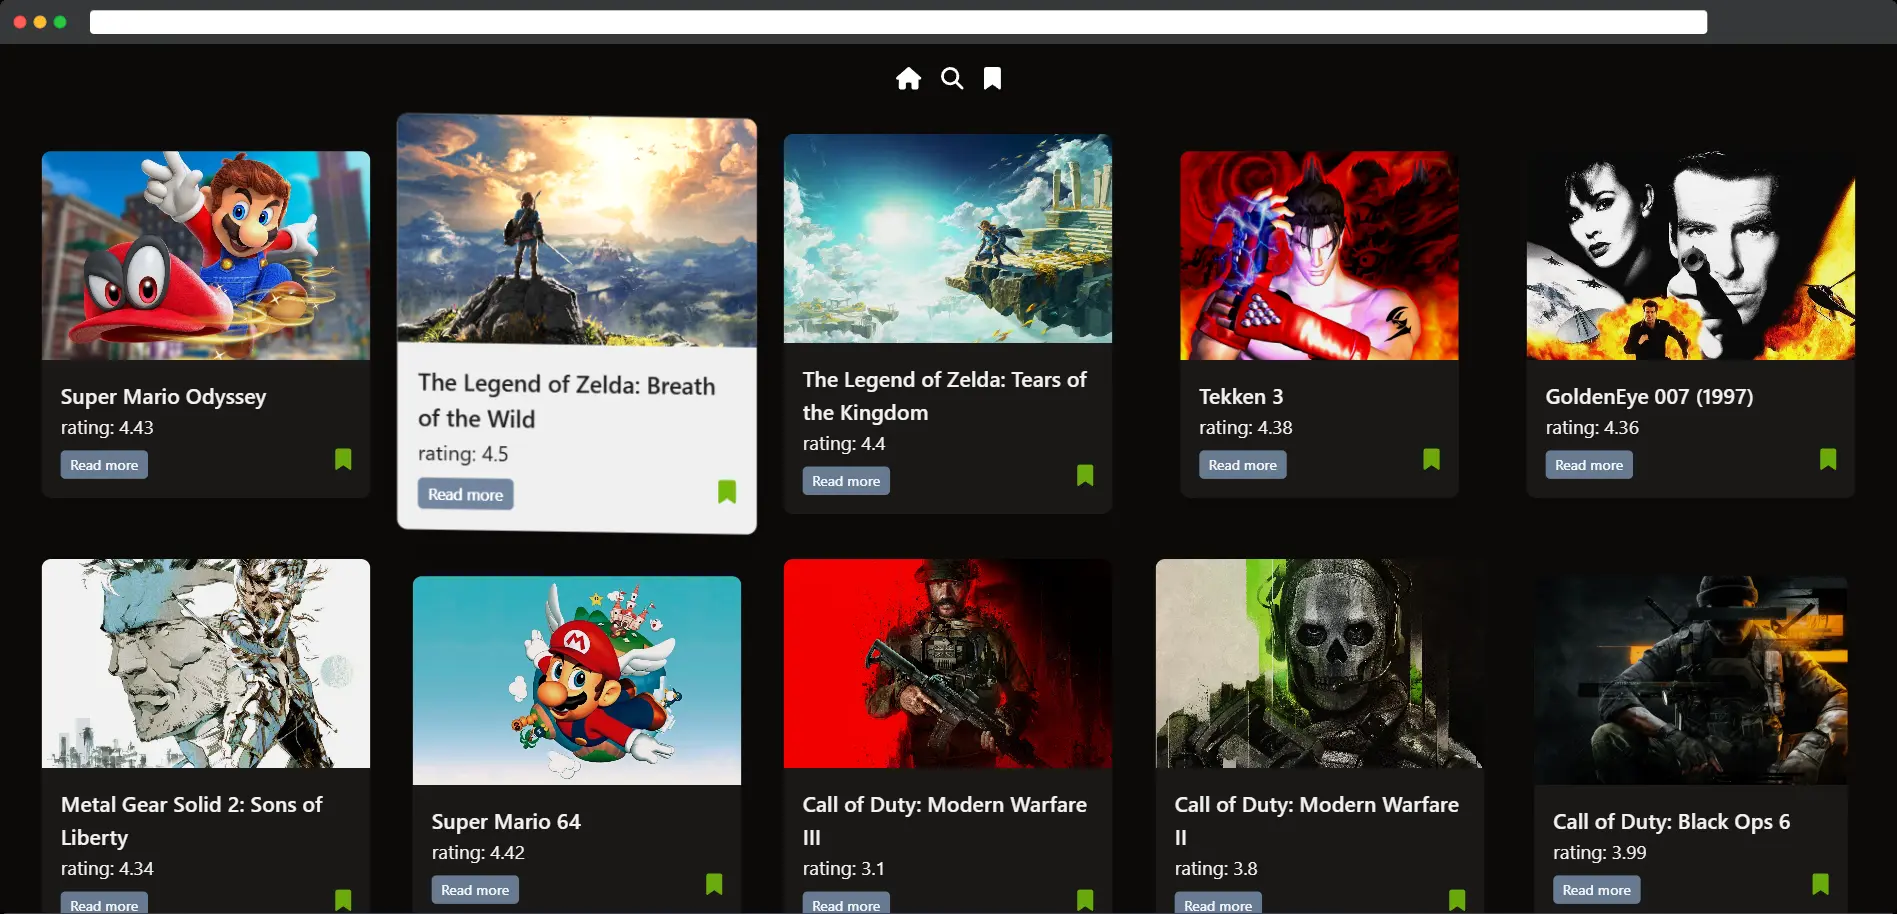 Super Mario Odyssey
rating: 4.43
Read more
The Legend of Zelda: Breath
of the Wild
rating: 4.5
Read more
The Legend of Zelda: Tears of
the Kingdom
rating: 4.4
Read more
Tekken 3
rating: 4.38
Read more
GoldenEye 007 (1997)
rating: 4.36
Read more
Metal Gear Solid 2: Sons of
Liberty
rating: 4.34
Read more
Super Mario 64
rating: 4.42
Read more
Call of Duty: Modern Warfare
III
rating: 3.1
Read more
Call of Duty: Modern Warfare
II
rating: 3.8
Read more
Call of Duty: Black Ops 6
rating: 3.99
Read more